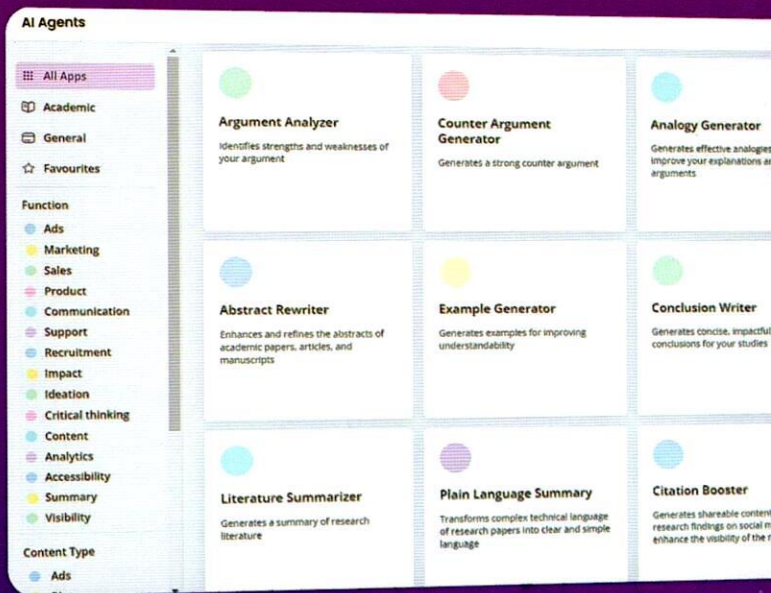 AI Agents
All Apps
Academic
General
Favourites
Function
Ads
Marketing
Sales
Product
Communication
Support
Recruitment
Impact
Ideation
Critical thinking
Content
Analytics
Accessibility
Summary
Visibility
Content Type
Ads
Argument Analyzer
Identifies strengths and weaknesses of
your argument
Counter Argument
Generator
Generates a strong counter argument
Analogy Generator
Generates effective analogies
improve your explanations
arguments
Abstract Rewriter
Enhances and refines the abstracts of
academic papers, articles, and
manuscripts
Example Generator
Generates examples for improving
understandability
Conclusion Writer
Generates concise, impactful
conclusions for your studies
Literature Summarizer
Generates a summary of research
literature
Plain Language Summary
Transforms complex technical language
of research papers into clear and simple
language
Citation Booster
Generates shareable content
research findings on social
enhance the visibility of the